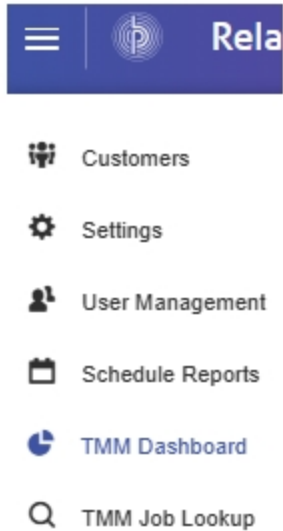 Rela
Customers
Settings
User Management
Schedule Reports
TMM Dashboard
TMM Job Lookup